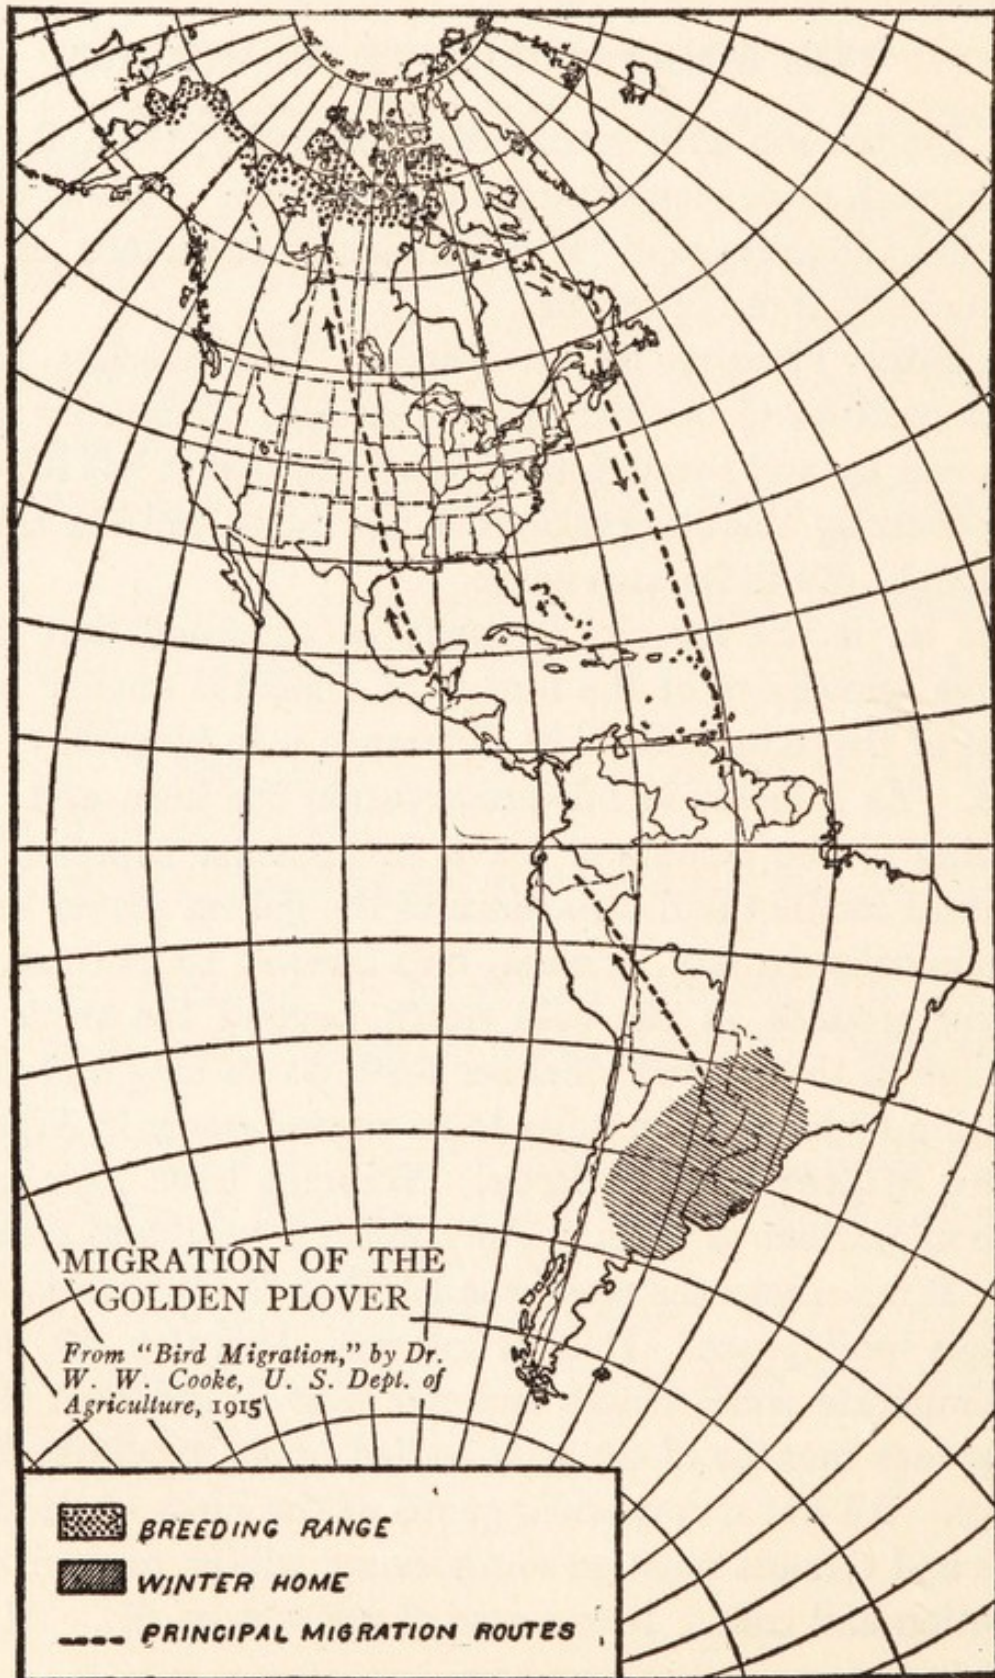 MIGRATION OF THE
GOLDEN PLOVER
From "Bird Migration," by Dr.
W. W. Cooke, U. S. Dept. of
Agriculture, 1915
BREEDING RANGE
WINTER HOME
PRINCIPAL MIGRATION ROUTES